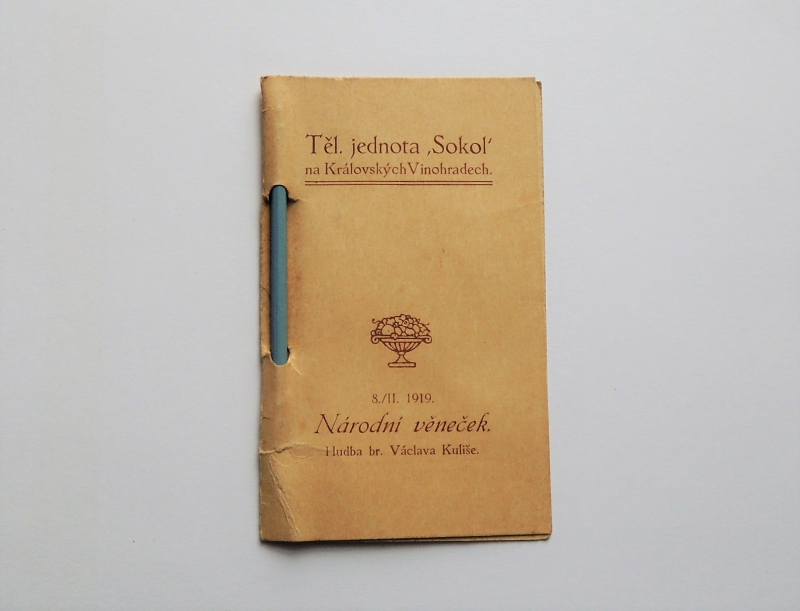 Těl. jednota ‚Sokol‘
na Královských Vinohradech.
8./II. 1919.
Národní věneček.
Hudba br. Václava Kuliše.